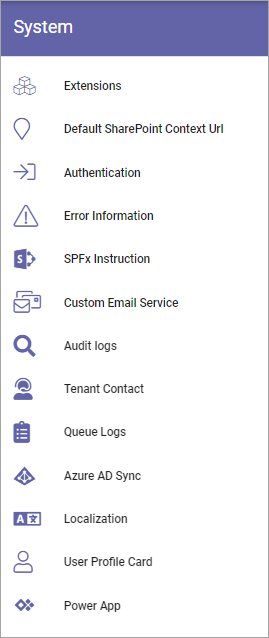 System
Extensions
Default SharePoint Context Url
Authentication
Error Information
SPFx Instruction
Custom Email Service
Audit logs
Tenant Contact
Queue Logs
Azure AD Sync
Localization
User Profile Card
Power App